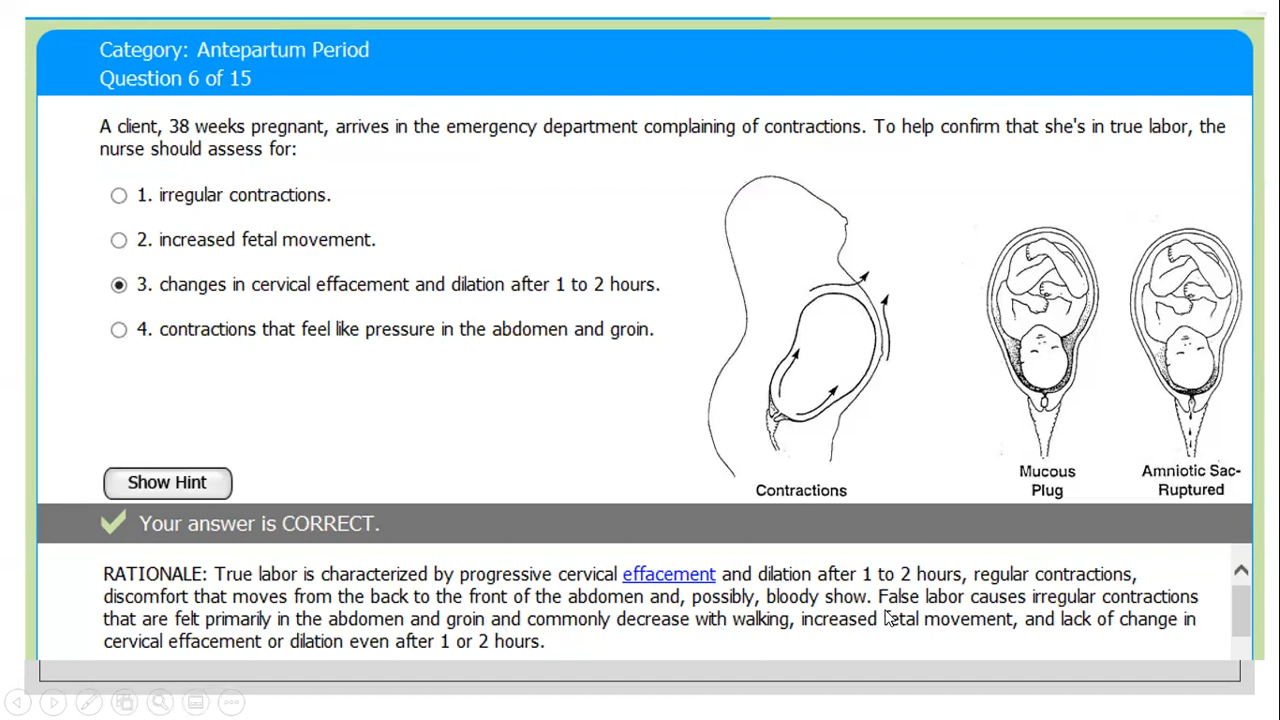 Category: Antepartum Period
Question 6 of 15
A client, 38 weeks pregnant, arrives in the emergency department complaining of contractions. To help confirm that she's in true labor, the
nurse should assess for:
1. irregular contractions.
2. increased fetal movement.
3. changes in cervical effacement and dilation after 1 to 2 hours.
4. contractions that feel like pressure in the abdomen and groin.
Contractions
Mucous
Plug
Amniotic Sac-
Ruptured
Show Hint
Your answer is CORRECT.
RATIONALE: True labor is characterized by progressive cervical effacement and dilation after 1 to 2 hours, regular contractions,
discomfort that moves from the back to the front of the abdomen and, possibly, bloody show. False labor causes irregular contractions
that are felt primarily in the abdomen and groin and commonly decrease with walking, increased fetal movement, and lack of change in
cervical effacement or dilation even after 1 or 2 hours.